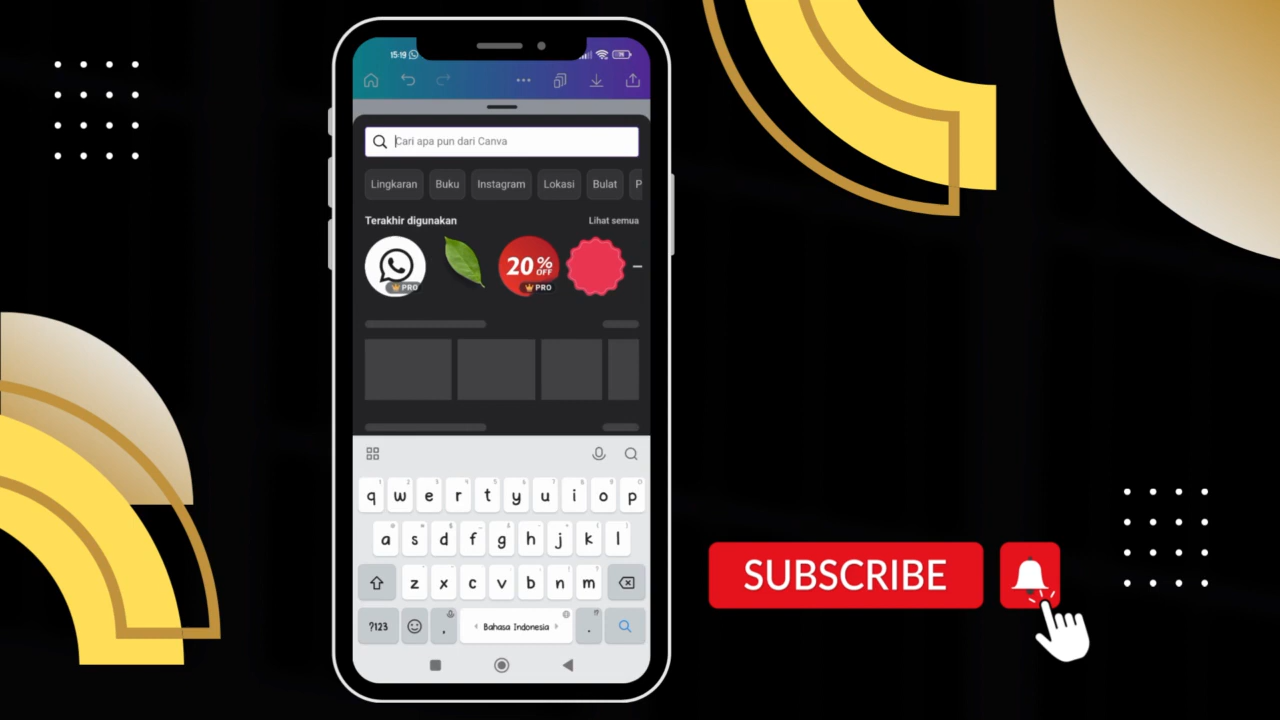 15:19
Cari apa pun dari Canva
Lingkaran Buku Instagram Lokasi Bulat P
Terakhir digunakan Lihat semua
20% OFF
PRO PRO
q w e r t y u i o p
a s d f g h j k l
SUBSCRIBE
z x c v b n m
?123 , Bahasa Indonesia .